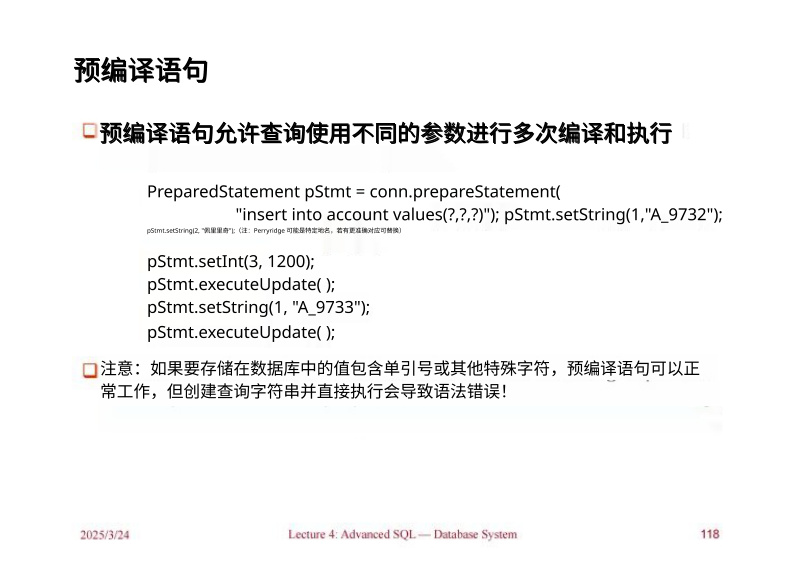 预编译语句
预编译语句允许查询使用不同的参数进行多次编译和执行
PreparedStatement pStmt = conn.prepareStatement(
"insert into account values(?,?,?)"); pStmt.setString(1,"A_9732");
pStmt.setString(2, "佩里里奇");（注：Perryridge 可能是特定地名，若有更准确对应可替换）
pStmt.setInt(3, 1200);
pStmt.executeUpdate( );
pStmt.setString(1, "A_9733");
pStmt.executeUpdate( );
注意：如果要存储在数据库中的值包含单引号或其他特殊字符，预编译语句可以正
常工作，但创建查询字符串并直接执行会导致语法错误！
2025/3/24
Lecture 4: Advanced SQL — Database System
118